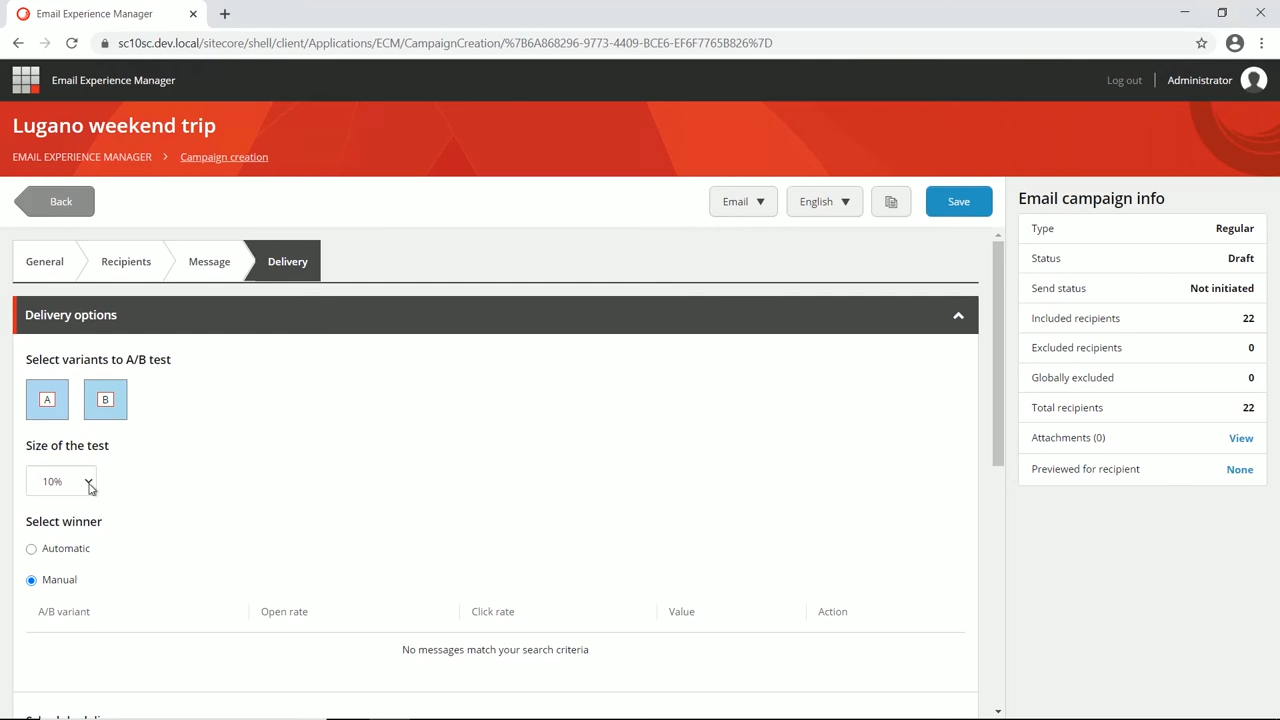 Email Experience Manager
sc10sc.dev.local/sitecore/shell/client/Applications/ECM/CampaignCreation/%7B6A868296-9773-4409-BCE6-EF6F7765B826%7D
Email Experience Manager
Log out
Administrator
Lugano weekend trip
EMAIL EXPERIENCE MANAGER
Campaign creation
Back
Email
English
Save
General
Recipients
Message
Delivery
Delivery options
Select variants to A/B test
A
B
Size of the test
10%
Select winner
Automatic
Manual
A/B variant Open rate Click rate Value Action
No messages match your search criteria
Email campaign info
Type Regular
Status Draft
Send status Not initiated
Included recipients 22
Excluded recipients 0
Globally excluded 0
Total recipients 22
Attachments (0) View
Previewed for recipient None